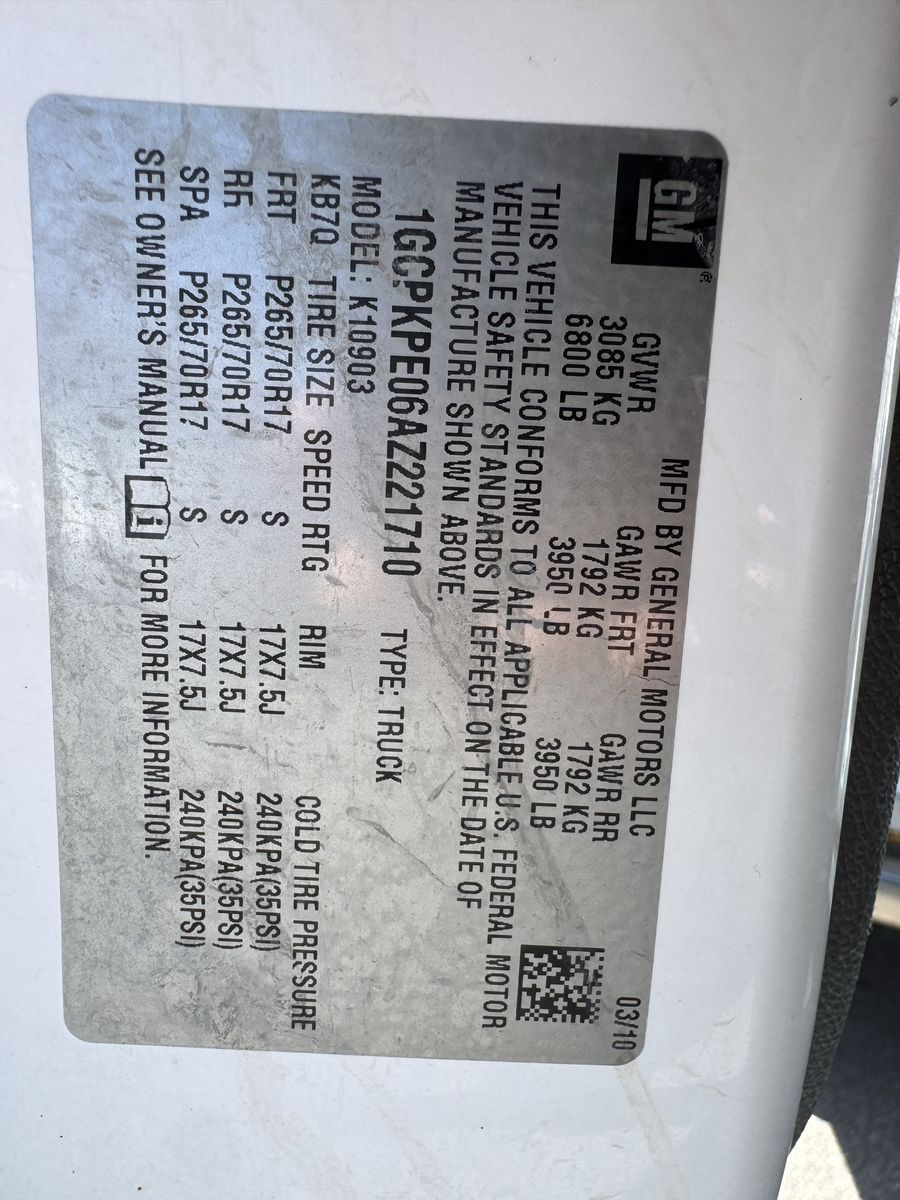 GM®
MFD BY GENERAL MOTORS LLC 03/10
GVWR GAWR FRT GAWR RR
3085 KG 1792 KG 1792 KG
6800 LB 3950 LB 3950 LB
THIS VEHICLE CONFORMS TO ALL APPLICABLE U.S. FEDERAL MOTOR
VEHICLE SAFETY STANDARDS IN EFFECT ON THE DATE OF
MANUFACTURE SHOWN ABOVE.
1GCPKPE06AZ221710 TYPE: TRUCK
MODEL: K10903
KB7Q TIRE SIZE SPEED RTG RIM COLD TIRE PRESSURE
FRT P265/70R17 S 17X7.5J 240KPA(35PSI)
RR P265/70R17 S 17X7.5J 240KPA(35PSI)
SPA P265/70R17 S 17X7.5J 240KPA(35PSI)
SEE OWNER'S MANUAL i FOR MORE INFORMATION.